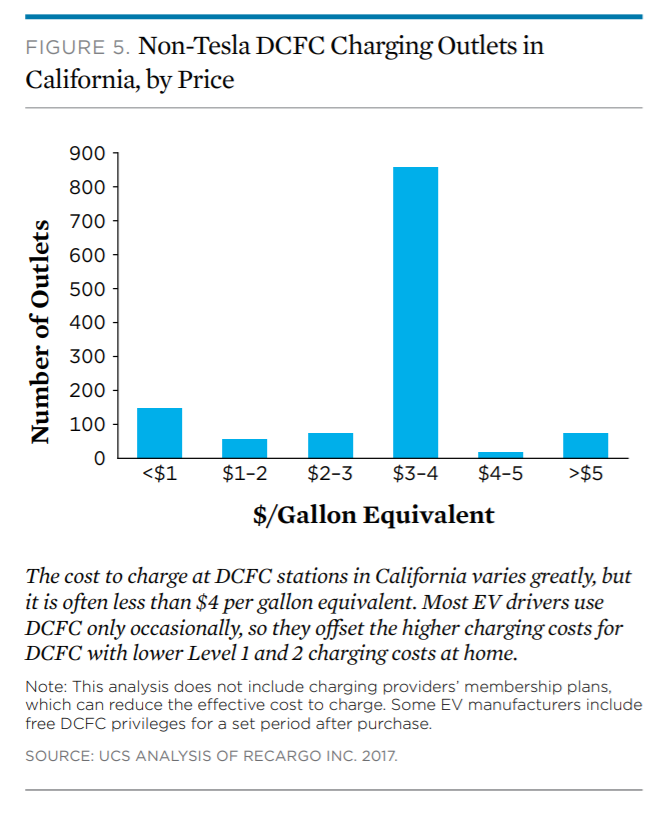 FIGURE 5. Non-Tesla DCFC Charging Outlets in
California, by Price
900
800
700
600
500
400
300
200
100
0
Number of Outlets
<$1
$1–2
$2–3
$3–4
$4–5
>$5
$/Gallon Equivalent
The cost to charge at DCFC stations in California varies greatly, but
it is often less than $4 per gallon equivalent. Most EV drivers use
DCFC only occasionally, so they offset the higher charging costs for
DCFC with lower Level 1 and 2 charging costs at home.
Note: This analysis does not include charging providers’ membership plans,
which can reduce the effective cost to charge. Some EV manufacturers include
free DCFC privileges for a set period after purchase.
SOURCE: UCS ANALYSIS OF RECARGO INC. 2017.